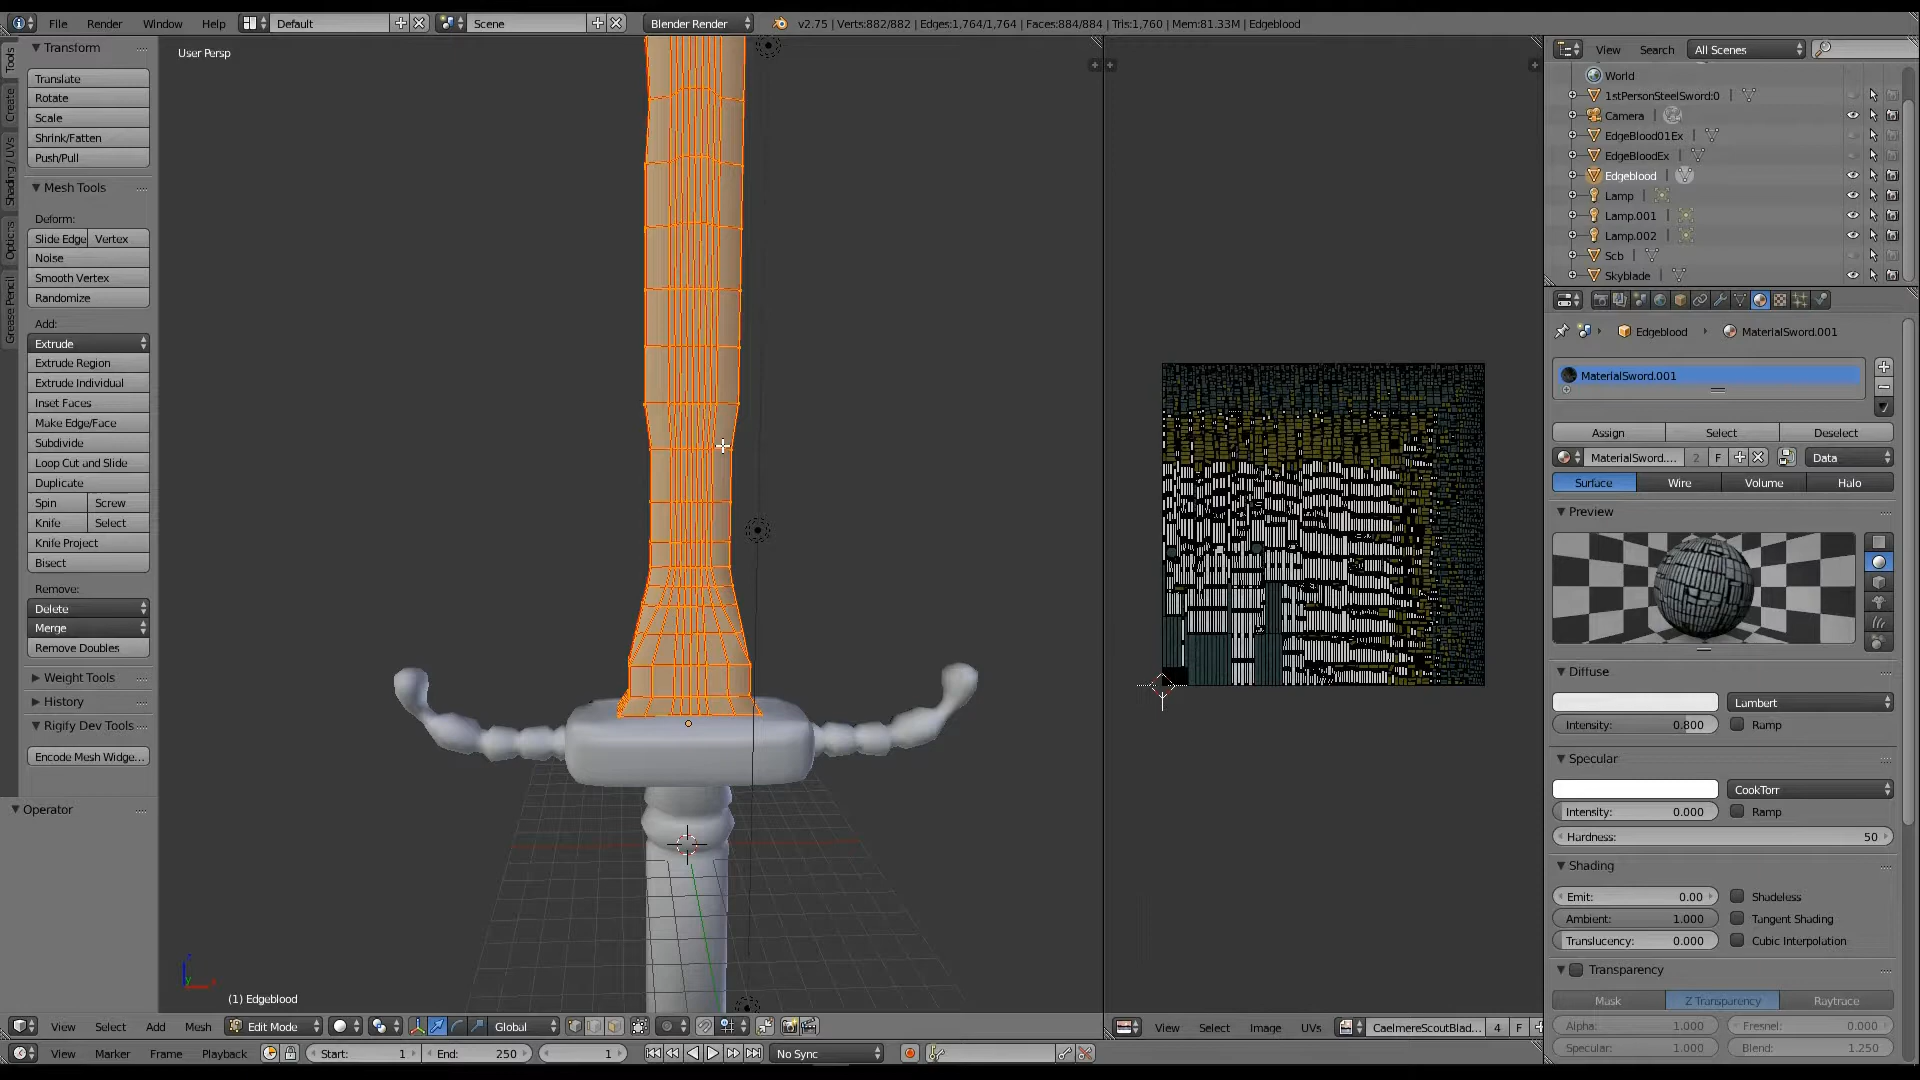 File Render Window Help Default Scene Blender Render v2.75 | Verts:882/882 | Edges:1,764/1,764 | Faces:884/884 | Tris:1,760 | Mem:81.33M | Edgeblood
Tools
Create
Shading / UVs
Options
Grease Pencil
Transform
Translate
Rotate
Scale
Shrink/Fatten
Push/Pull
Mesh Tools
Deform:
Slide Edge Vertex
Noise
Smooth Vertex
Randomize
Add:
Extrude
Extrude Region
Extrude Individual
Inset Faces
Make Edge/Face
Subdivide
Loop Cut and Slide
Duplicate
Spin Screw
Knife Select
Knife Project
Bisect
Remove:
Delete
Merge
Remove Doubles
Weight Tools
History
Rigify Dev Tools
Encode Mesh Widge...
Operator
User Persp
(1) Edgeblood
View Select Add Mesh Edit Mode Global
View Select Image UVs CaelmereScoutBlad... 4 F
View Marker Frame Playback Start: 1 End: 250 1 No Sync
View Search All Scenes
World
1stPersonSteelSword:0
Camera
EdgeBlood01Ex
EdgeBloodEx
Edgeblood
Lamp
Lamp.001
Lamp.002
Scb
Skyblade
Edgeblood MaterialSword.001
MaterialSword.001
Assign Select Deselect
MaterialSword.... 2 F Data
Surface Wire Volume Halo
Preview
Diffuse
Lambert
Intensity: 0.800 Ramp
Specular
CookTorr
Intensity: 0.000 Ramp
Hardness: 50
Shading
Emit: 0.00 Shadeless
Ambient: 1.000 Tangent Shading
Translucency: 0.000 Cubic Interpolation
Transparency
Mask Z Transparency Raytrace
Alpha: 1.000 Fresnel: 0.000
Specular: 1.000 Blend: 1.250